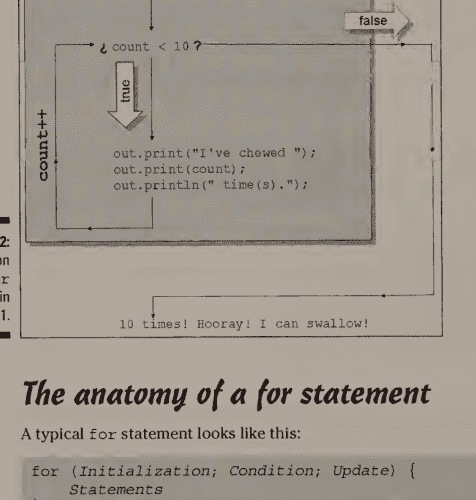 false
¿ count < 10 ?
true
count++
out.print("I've chewed ");
out.print(count);
out.println(" time(s).");
2:
on
r
in
1.
10 times! Hooray! I can swallow!
The anatomy of a for statement
A typical for statement looks like this:
for (Initialization; Condition; Update) {
Statements